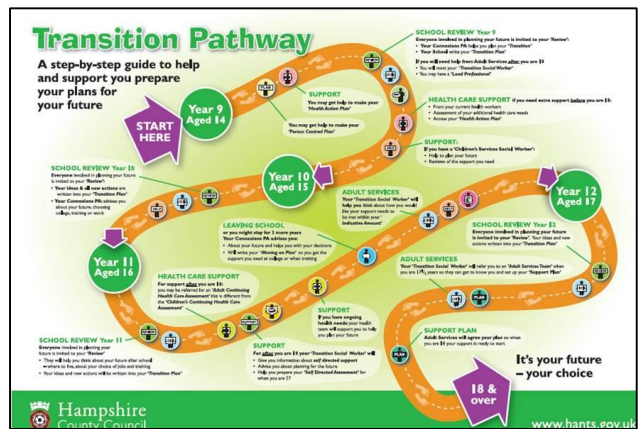 Transition Pathway
A step-by-step guide to help
and support you prepare
your plans for
your future
START
HERE
Year 9
Aged 14
SUPPORT
You may get help to make your
'Health Action Plan'
You may get help to make your
'Person Centred Plan'
SCHOOL REVIEW Year 9
Everyone involved in planning your future is invited to your 'Review':
• Your Connexions PA helps you plan your 'Transition'
• Your School write your 'Transition Plan'
If you will need help from Adult Services after you are 18
• You will meet your 'Transition Social Worker'
• You may have a 'Lead Professional'
HEALTH CARE SUPPORT if you need extra support before you are 18:
• From your current health workers
• Assessment of your additional health care needs
• Access your 'Health Action Plan'
SUPPORT:
If you have a 'Children's Services Social Worker':
• Help to plan your future
• Reviews of the support you need
Year 10
Aged 15
SCHOOL REVIEW Year 10
Everyone involved in planning your future
is invited to your 'Review':
• Your ideas & all new actions are
written into your 'Transition Plan'
• Your Connexions PA: advises you
about your future, choosing
college, training or work
Year 11
Aged 16
SCHOOL REVIEW Year 11
Everyone involved in planning
your future is invited to your 'Review'
• They will help you think about your future after school
– where to live, about your choice of jobs and training
• Your ideas and new actions will be written into your 'Transition Plan'
HEALTH CARE SUPPORT
For support after you are 18:
you may be referred for an 'Adult Continuing
Health Care Assessment' this is different from
the 'Children's Continuing Health Care
Assessment'
SUPPORT
For after you are 18 your 'Transition Social Worker' will
• Give you information about self directed support
• Advise you about planning for the future
• Help you prepare your 'Self Directed Assessment' for
when you are 17
SUPPORT
If you have ongoing
health needs your health
team will support you to help
you plan your future
LEAVING SCHOOL
or you might stay for 2 more years
Your Connexions PA advises you:
• About your future and helps you with your decisions
• Will write your 'Moving on Plan' so you get the
support you need at college or when training
ADULT SERVICES
Your 'Transition Social Worker' will
help you think about how you would
like your support needs
to be met within your
'Indicative Amount'
Year 12
Aged 17
SCHOOL REVIEW Year 12
Everyone involved in planning your future
is invited to your 'Review': Your ideas and new
actions written into your 'Transition Plan'
ADULT SERVICES
Your 'Transition Social Worker' will refer you to an 'Adult Services Team' when
you are 17½ years so they can get to know you and set up your 'Support Plan'
PLAN
SUPPORT PLAN
Adult Services will agree your plan so when
you are 18 your support is ready to start
PLAN
18 &
over
It's your future
– your choice
Hampshire
County Council
www.hants.gov.uk